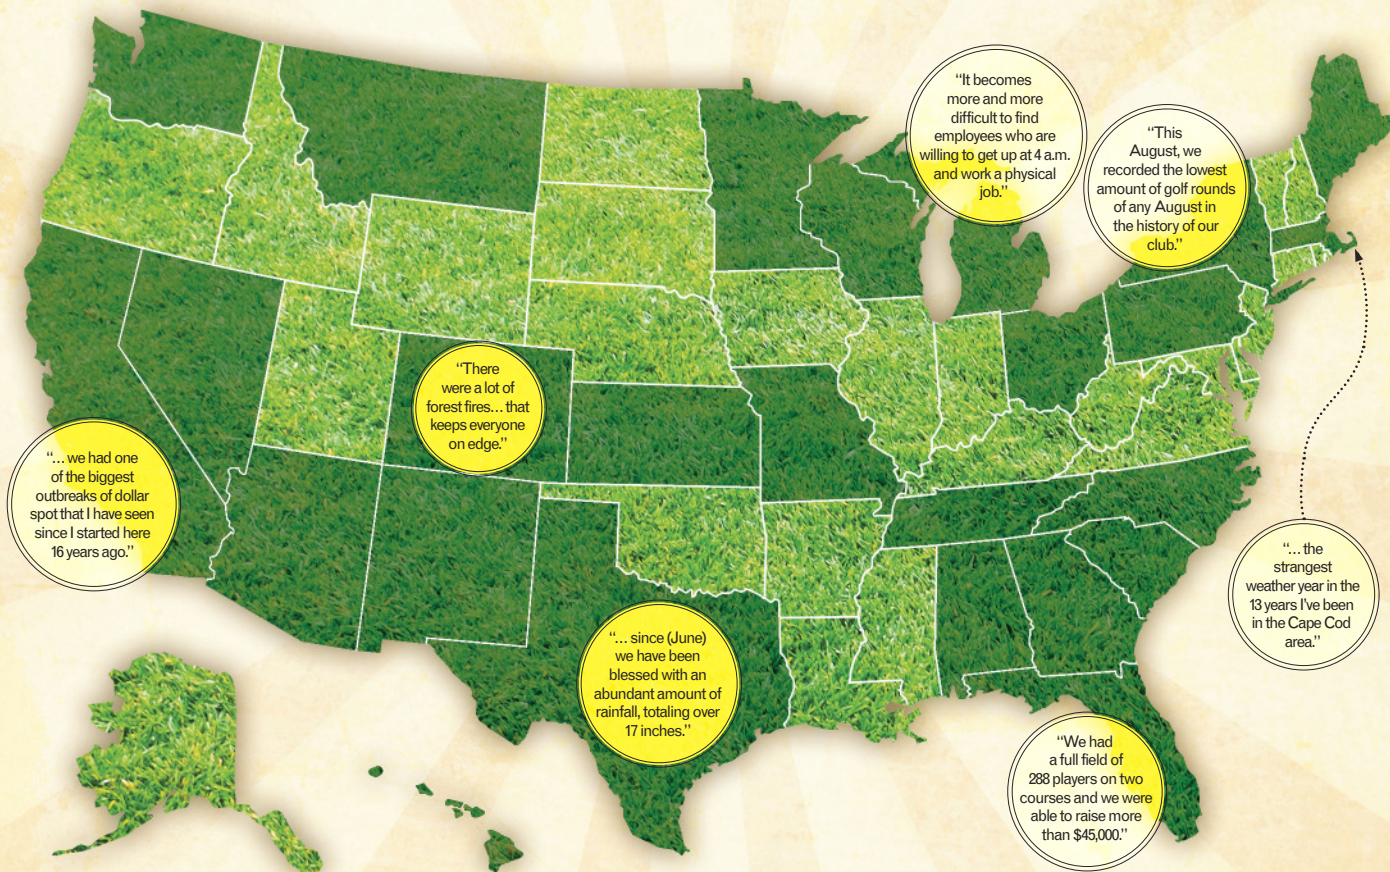 “It becomes
more and more
difficult to find
employees who are
willing to get up at 4 a.m.
and work a physical
job.”
“This
August, we
recorded the lowest
amount of golf rounds
of any August in
the history of our
club.”
“There
were a lot of
forest fires… that
keeps everyone
on edge.”
“… we had one
of the biggest
outbreaks of dollar
spot that I have seen
since I started here
16 years ago.”
“… the
strangest
weather year in the
13 years I've been
in the Cape Cod
area.”
“… since (June)
we have been
blessed with an
abundant amount of
rainfall, totaling over
17 inches.”
“We had
a full field of
288 players on two
courses and we were
able to raise more
than $45,000.”